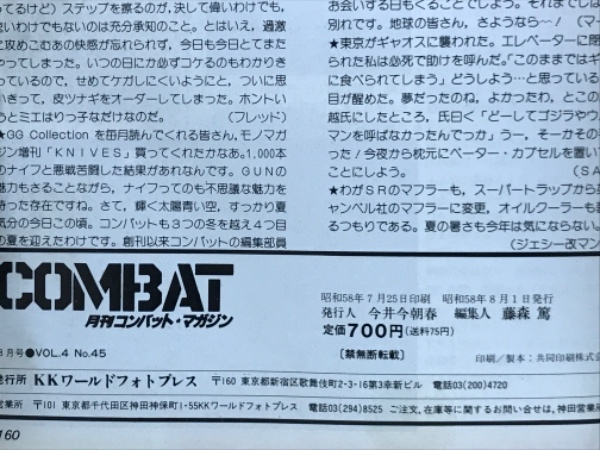 ってるけど）ステップを擦るのが、決して偉いわけでも、
良いわけでもないのは充分承知のこと。とはいえ、過激
に攻めこむあの快感が忘れられず、今日も今日とてまた
やってしまった。いつの日にか必ずコケるのもわかりき
っているので、せめてケガしにくいようにと、ついに思
いきって、皮ツナギをオーダーしてしまった。ホントい
うとミエはりっ子なだけなのだ。（フレッド）
★GG Collection を毎月読んでくれる皆さん，モノマガ
ジン増刊「KNIVES」買ってくれたかなあ。1,000本
のナイフと悪戦苦闘した結果があれなんです。GUNの
魅力もさることながら、ナイフってのも不思議な魅力を
持った存在ですね。さて，輝く太陽青い空，すっかり夏
気分の今日この頃。コンバットも3つの冬を越え4つ目
の夏を迎えたわけです。創刊以来コンバットの編集部員
お会いする日もくることでしょう。それまでしば
別れです。地球の皆さん、さようなら〜！（マー
★東京がギャオスに襲われた。エレベーターに閉
られた私は必死で助けを呼んだ。「このままではギ
に食べられてしまう」どうしよう…と思っている
目が醒めた。夢だったのね，よかったわ，とこの
越氏にしたところ，氏曰く「どーしてゴジラやウ
マンを呼ばなかったんでっか」うー，そーかその
った！今夜から枕元にベーター・カプセルを置い
ことにしよう。（SA
★わがSRのマフラーも，スーパートラップから
ャンベル社のマフラーに変更，オイルクーラーも
るつもりである。夏の暑さも今年は気にならない。
（ジェシー改マン
COMBAT
月刊コンバット・マガジン
8月号●VOL.4 No.45
昭和58年7月25日印刷 昭和58年8月1日発行
発行人 今井今朝春 編集人 藤森 篤
定価700円（送料75円）
［禁無断転載］
印刷／製本：共同印刷株式
発行所 KKワールドフォトプレス 〒160 東京都新宿区歌舞伎町2-3-16第3幸新ビル 電話03(200)4720
営業所 〒101 東京都千代田区神田神保町1-55KKワールドフォトプレス 電話03(294)8525 ご注文，在庫等に関するお問い合せは，神田営業所
160